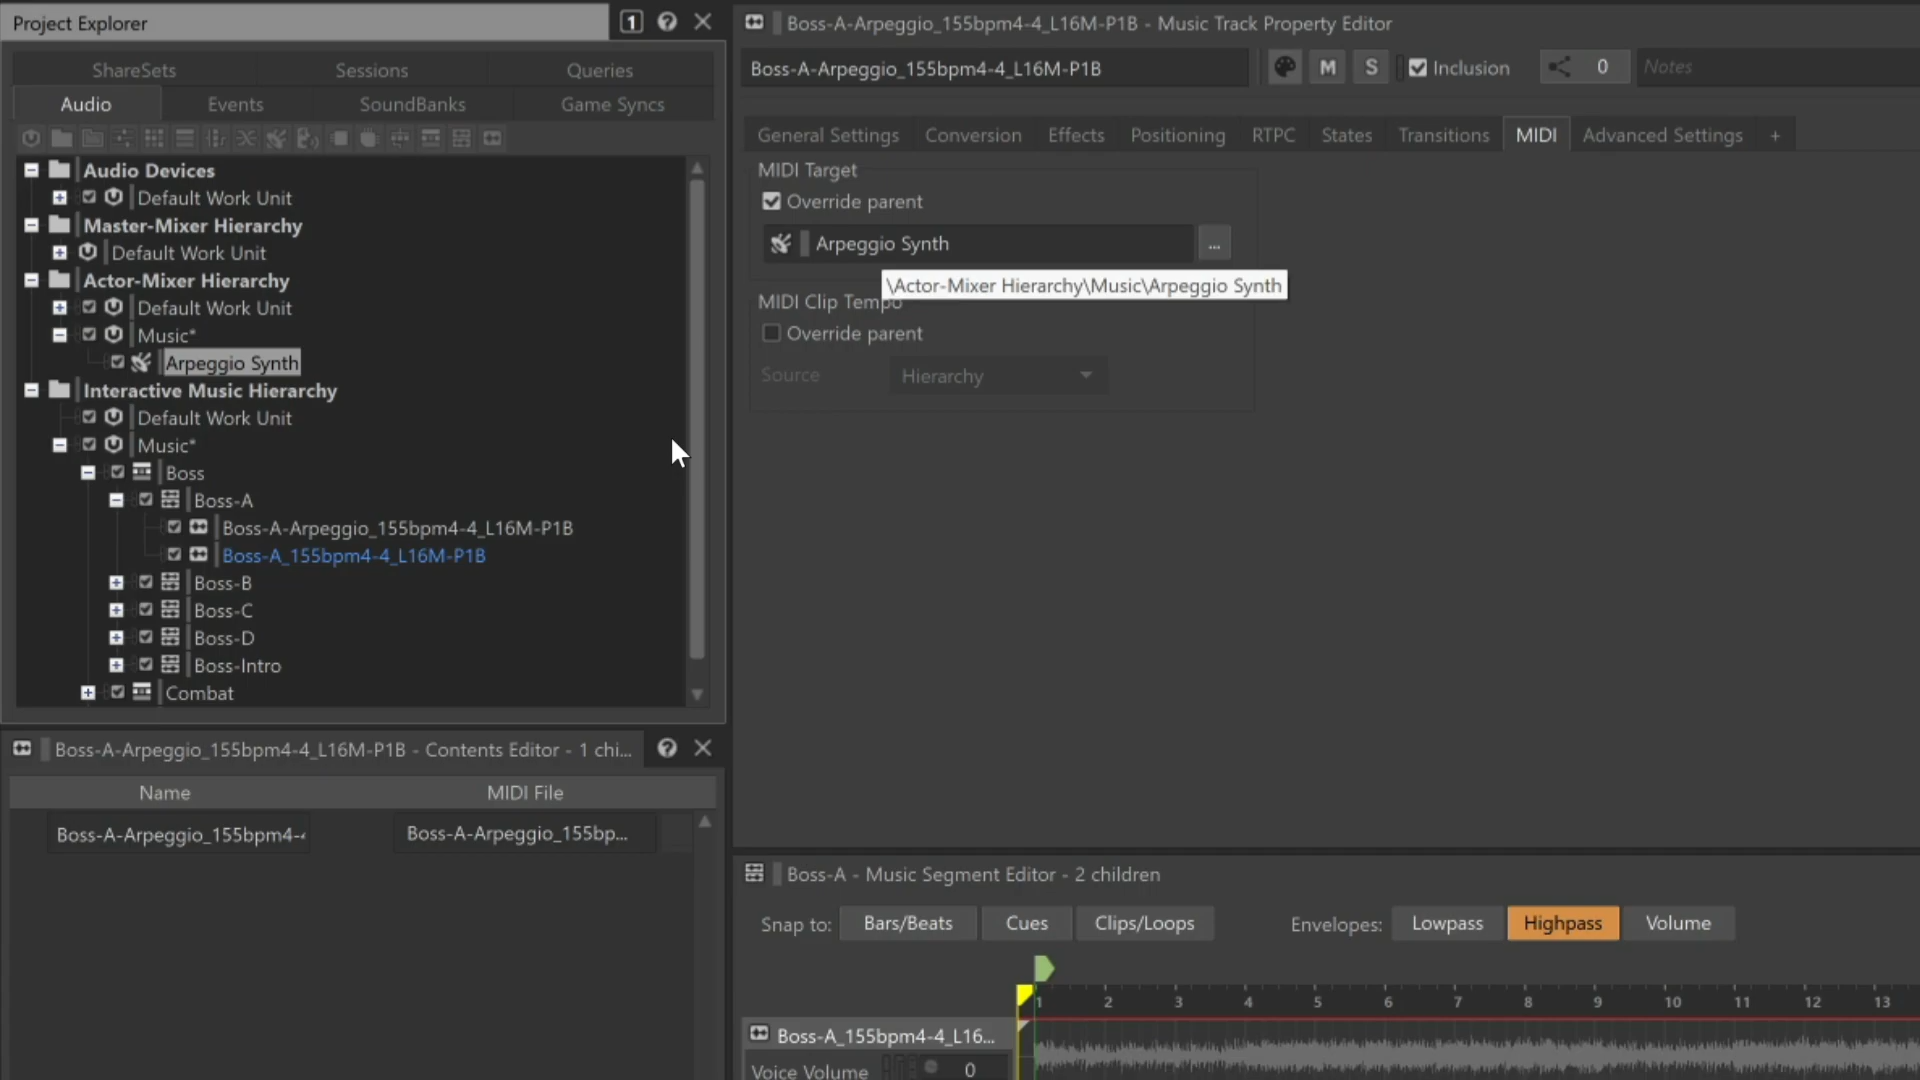 Project Explorer
1
ShareSets Sessions Queries
Audio Events SoundBanks Game Syncs
Audio Devices
Default Work Unit
Master-Mixer Hierarchy
Default Work Unit
Actor-Mixer Hierarchy
Default Work Unit
Music*
Arpeggio Synth
Interactive Music Hierarchy
Default Work Unit
Music*
Boss
Boss-A
Boss-A-Arpeggio_155bpm4-4_L16M-P1B
Boss-A_155bpm4-4_L16M-P1B
Boss-B
Boss-C
Boss-D
Boss-Intro
Combat
Boss-A-Arpeggio_155bpm4-4_L16M-P1B - Contents Editor - 1 chi...
Name MIDI File
Boss-A-Arpeggio_155bpm4-4 Boss-A-Arpeggio_155bp...
Boss-A-Arpeggio_155bpm4-4_L16M-P1B - Music Track Property Editor
Boss-A-Arpeggio_155bpm4-4_L16M-P1B M S Inclusion 0 Notes
General Settings Conversion Effects Positioning RTPC States Transitions MIDI Advanced Settings +
MIDI Target
Override parent
Arpeggio Synth ...
\Actor-Mixer Hierarchy\Music\Arpeggio Synth
MIDI Clip Tempo
Override parent
Source Hierarchy
Boss-A - Music Segment Editor - 2 children
Snap to: Bars/Beats Cues Clips/Loops Envelopes: Lowpass Highpass Volume
1 2 3 4 5 6 7 8 9 10 11 12 13
Boss-A_155bpm4-4_L16...
Voice Volume 0